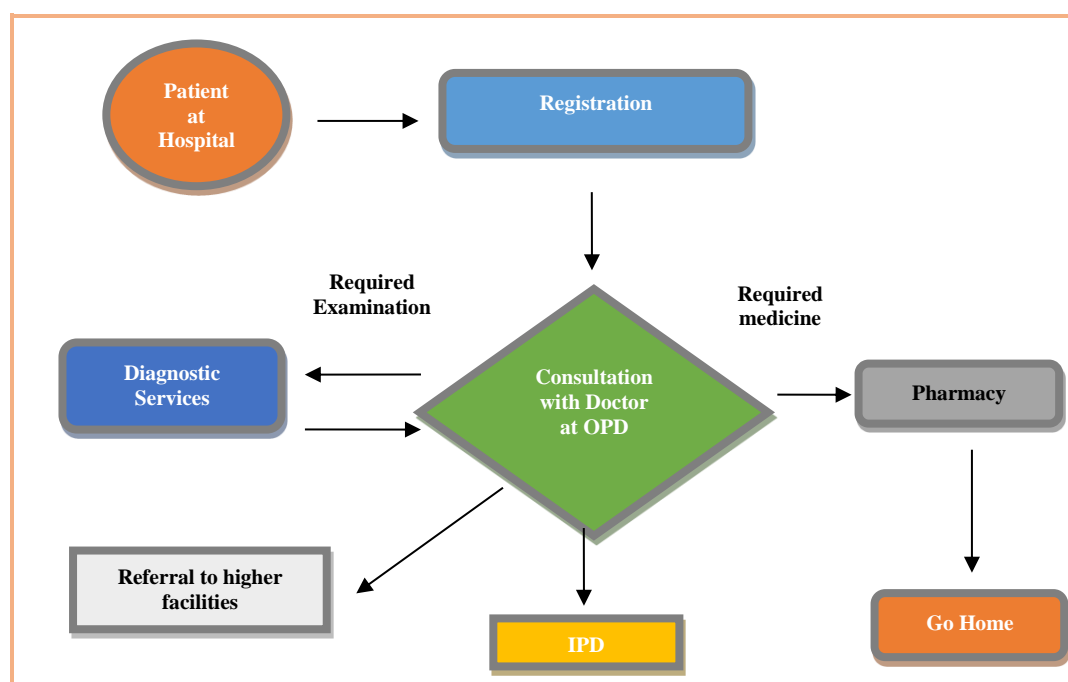 Patient
at
Hospital
Registration
Required
Examination
Required
medicine
Diagnostic
Services
Consultation
with Doctor
at OPD
Pharmacy
Referral to higher
facilities
IPD
Go Home